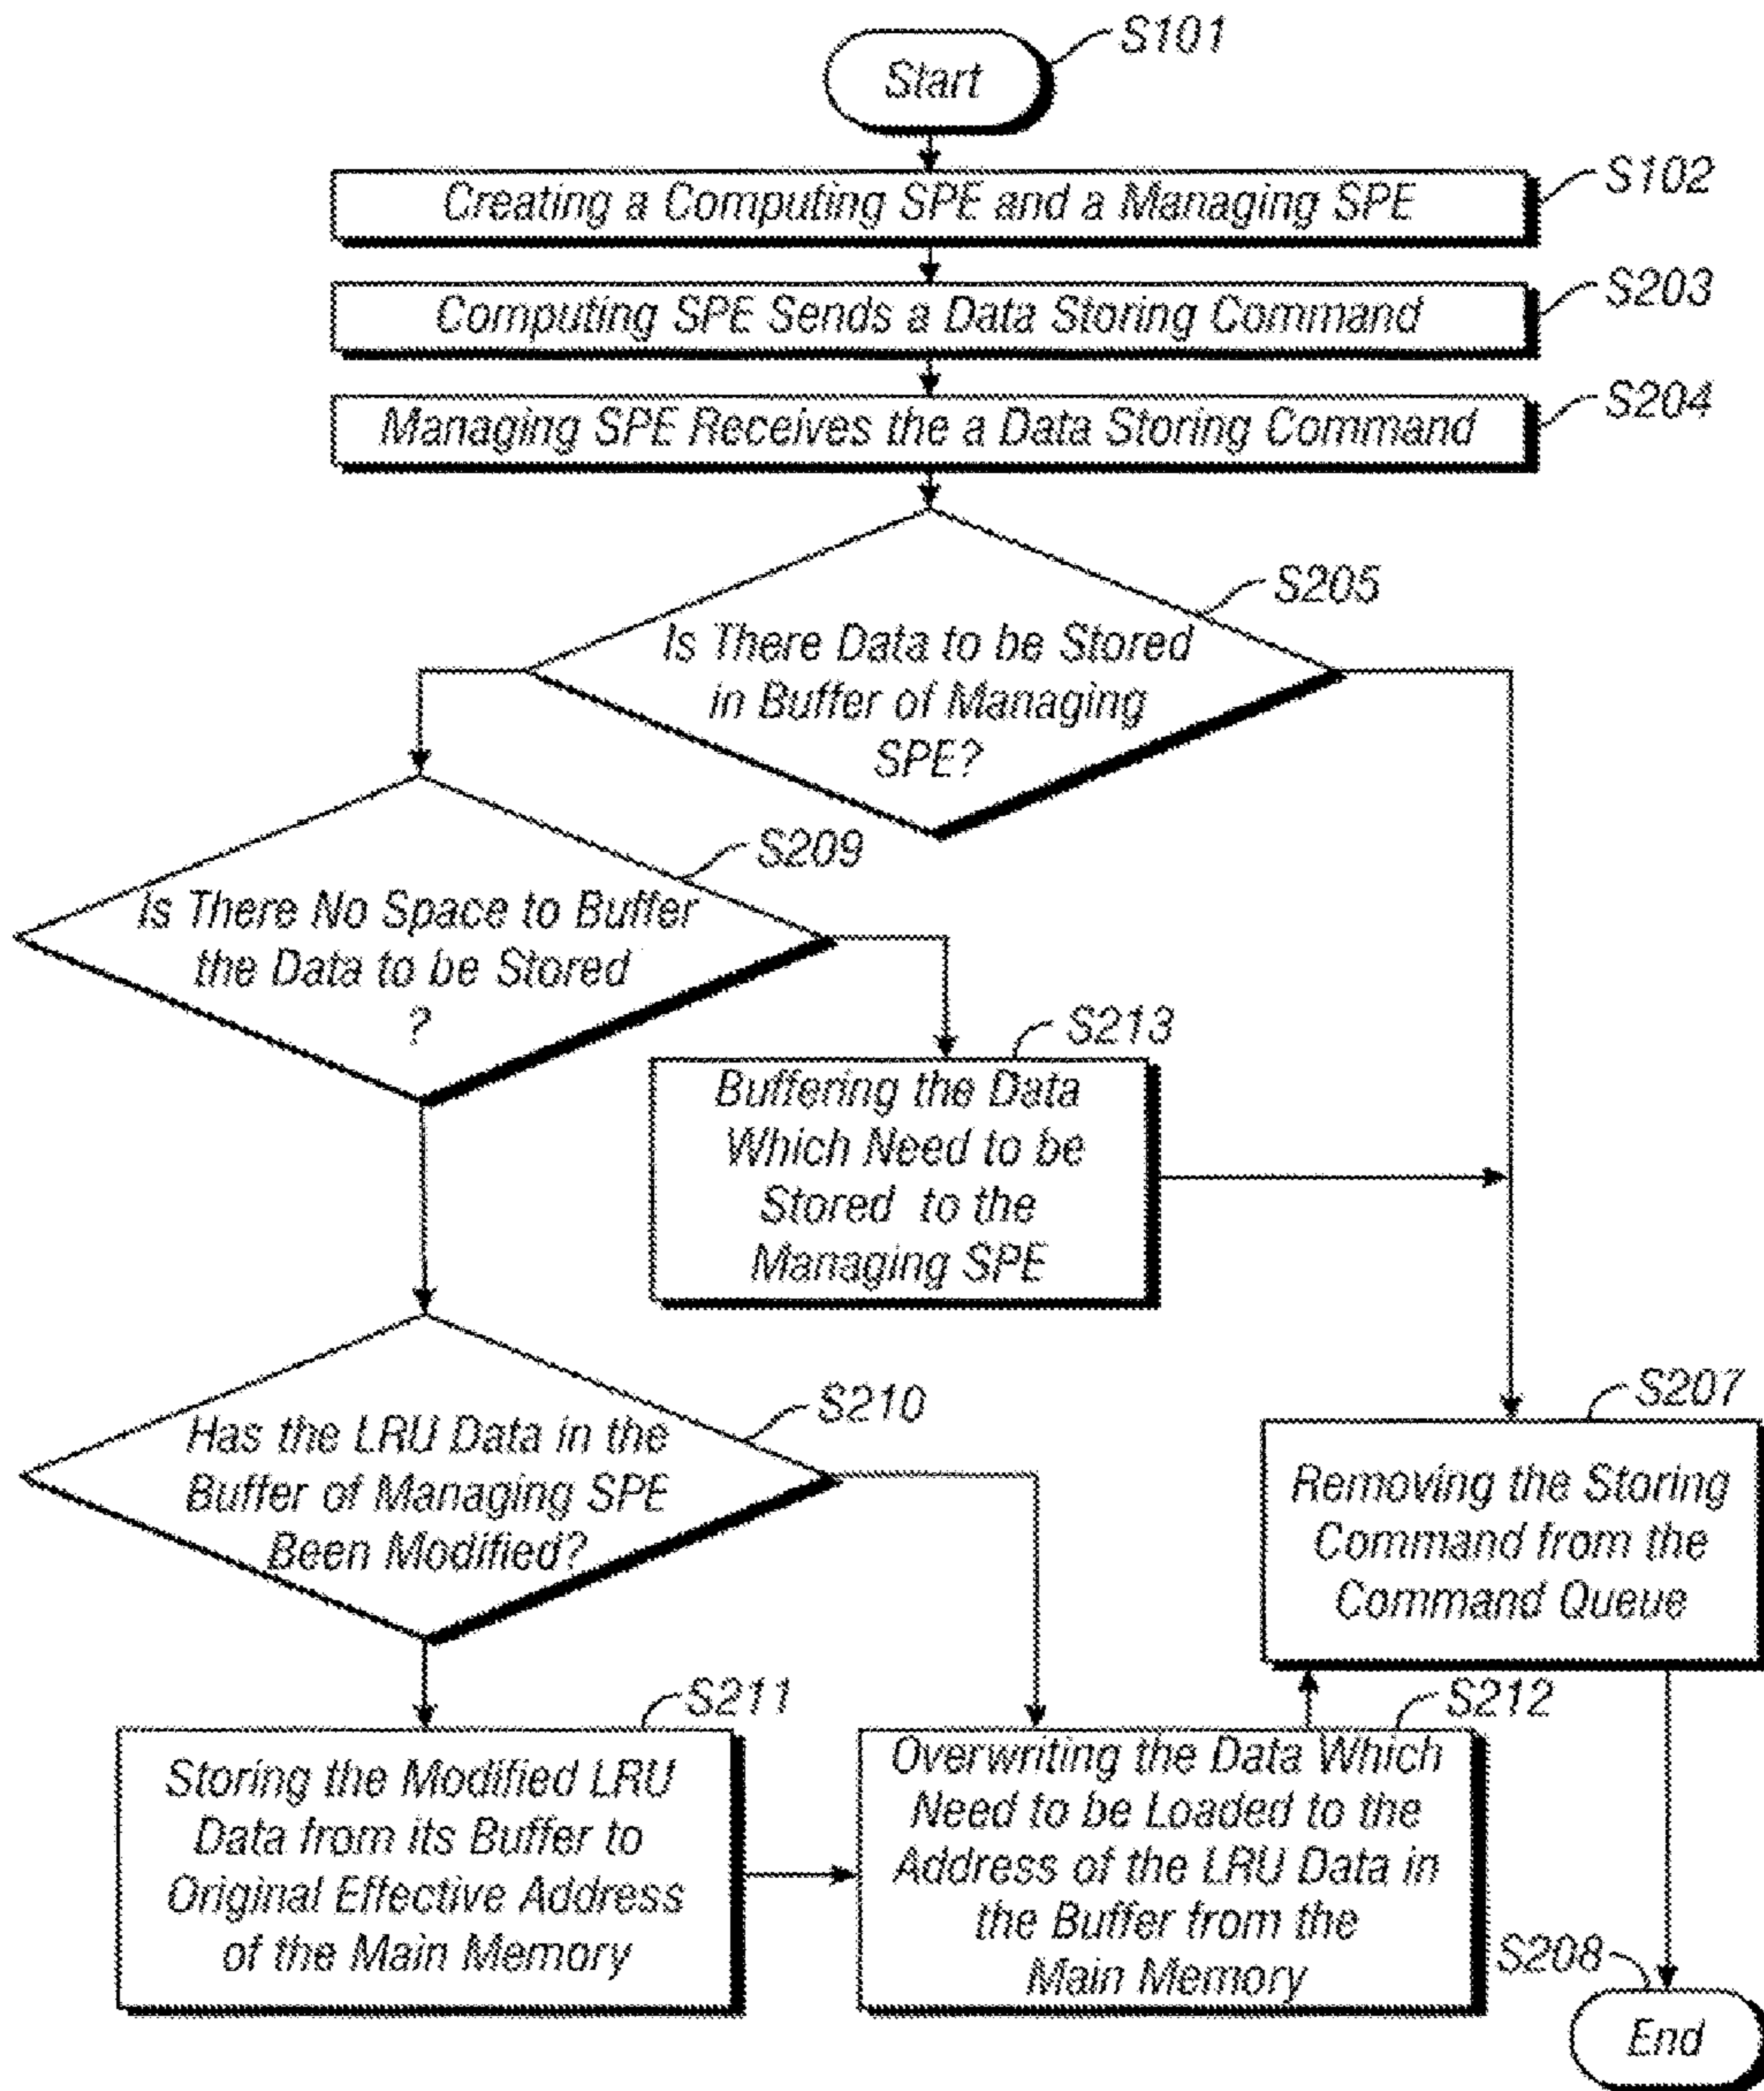 S101
Start
S102
Creating a Computing SPE and a Managing SPE
S203
Computing SPE Sends a Data Storing Command
S204
Managing SPE Receives the a Data Storing Command
S205
Is There Data to be Stored
in Buffer of Managing
SPE?
S209
Is There No Space to Buffer
the Data to be Stored
?
S213
Buffering the Data
Which Need to be
Stored to the
Managing SPE
S210
Has the LRU Data in the
Buffer of Managing SPE
Been Modified?
S207
Removing the Storing
Command from the
Command Queue
S211
Storing the Modified LRU
Data from its Buffer to
Original Effective Address
of the Main Memory
S212
Overwriting the Data Which
Need to be Loaded to the
Address of the LRU Data in
the Buffer from the
Main Memory
S208
End